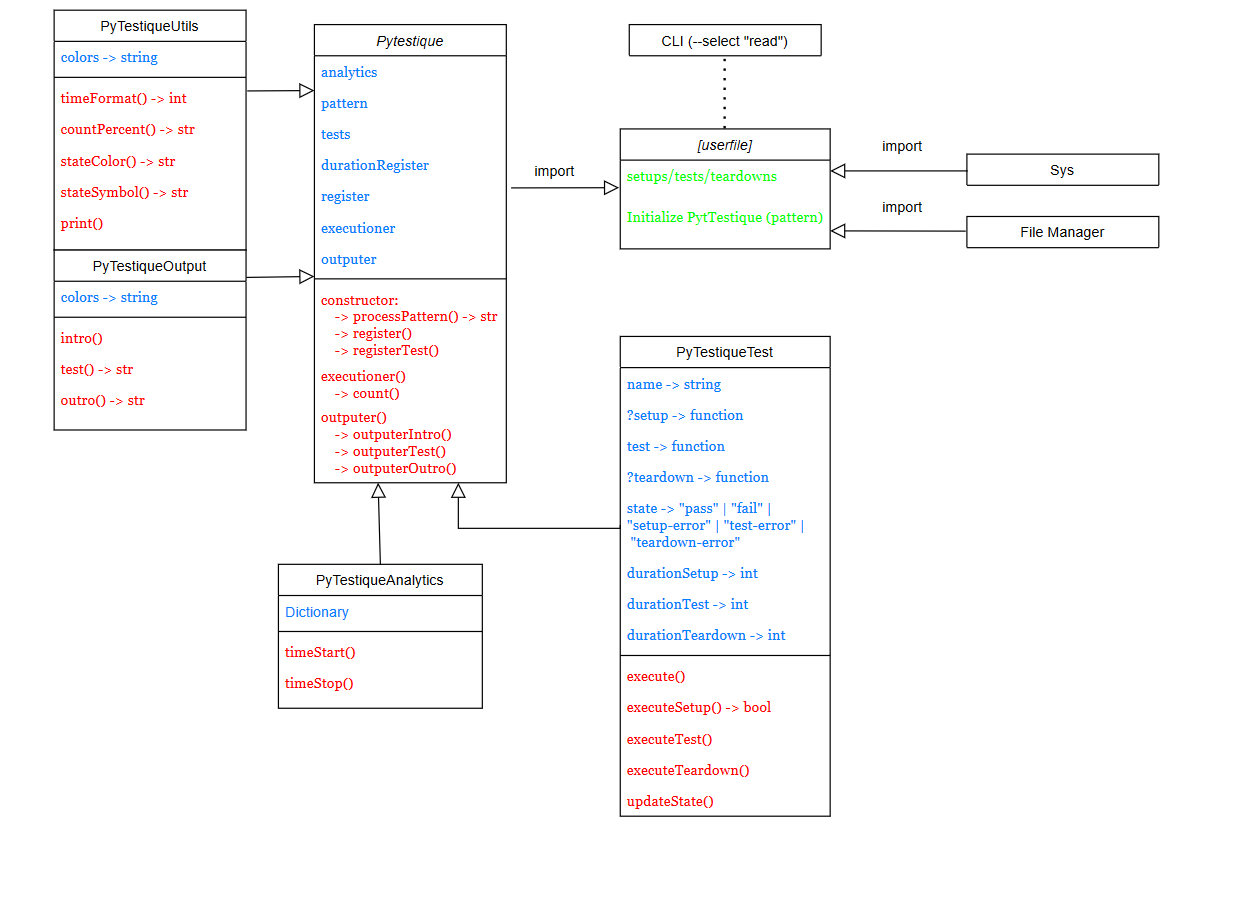 PyTestiqueUtils
colors -> string
timeFormat() -> int
countPercent() -> str
stateColor() -> str
stateSymbol() -> str
print()
PyTestiqueOutput
colors -> string
intro()
test() -> str
outro() -> str
Pytestique
analytics
pattern
tests
durationRegister
register
executioner
outputer
constructor:
-> processPattern() -> str
-> register()
-> registerTest()
executioner()
-> count()
outputer()
-> outputerIntro()
-> outputerTest()
-> outputerOutro()
import
CLI (--select "read")
[userfile]
setups/tests/teardowns
Initialize PytTestique (pattern)
import
Sys
import
File Manager
PyTestiqueAnalytics
Dictionary
timeStart()
timeStop()
PyTestiqueTest
name -> string
?setup -> function
test -> function
?teardown -> function
state -> "pass" | "fail" |
"setup-error" | "test-error" |
"teardown-error"
durationSetup -> int
durationTest -> int
durationTeardown -> int
execute()
executeSetup() -> bool
executeTest()
executeTeardown()
updateState()